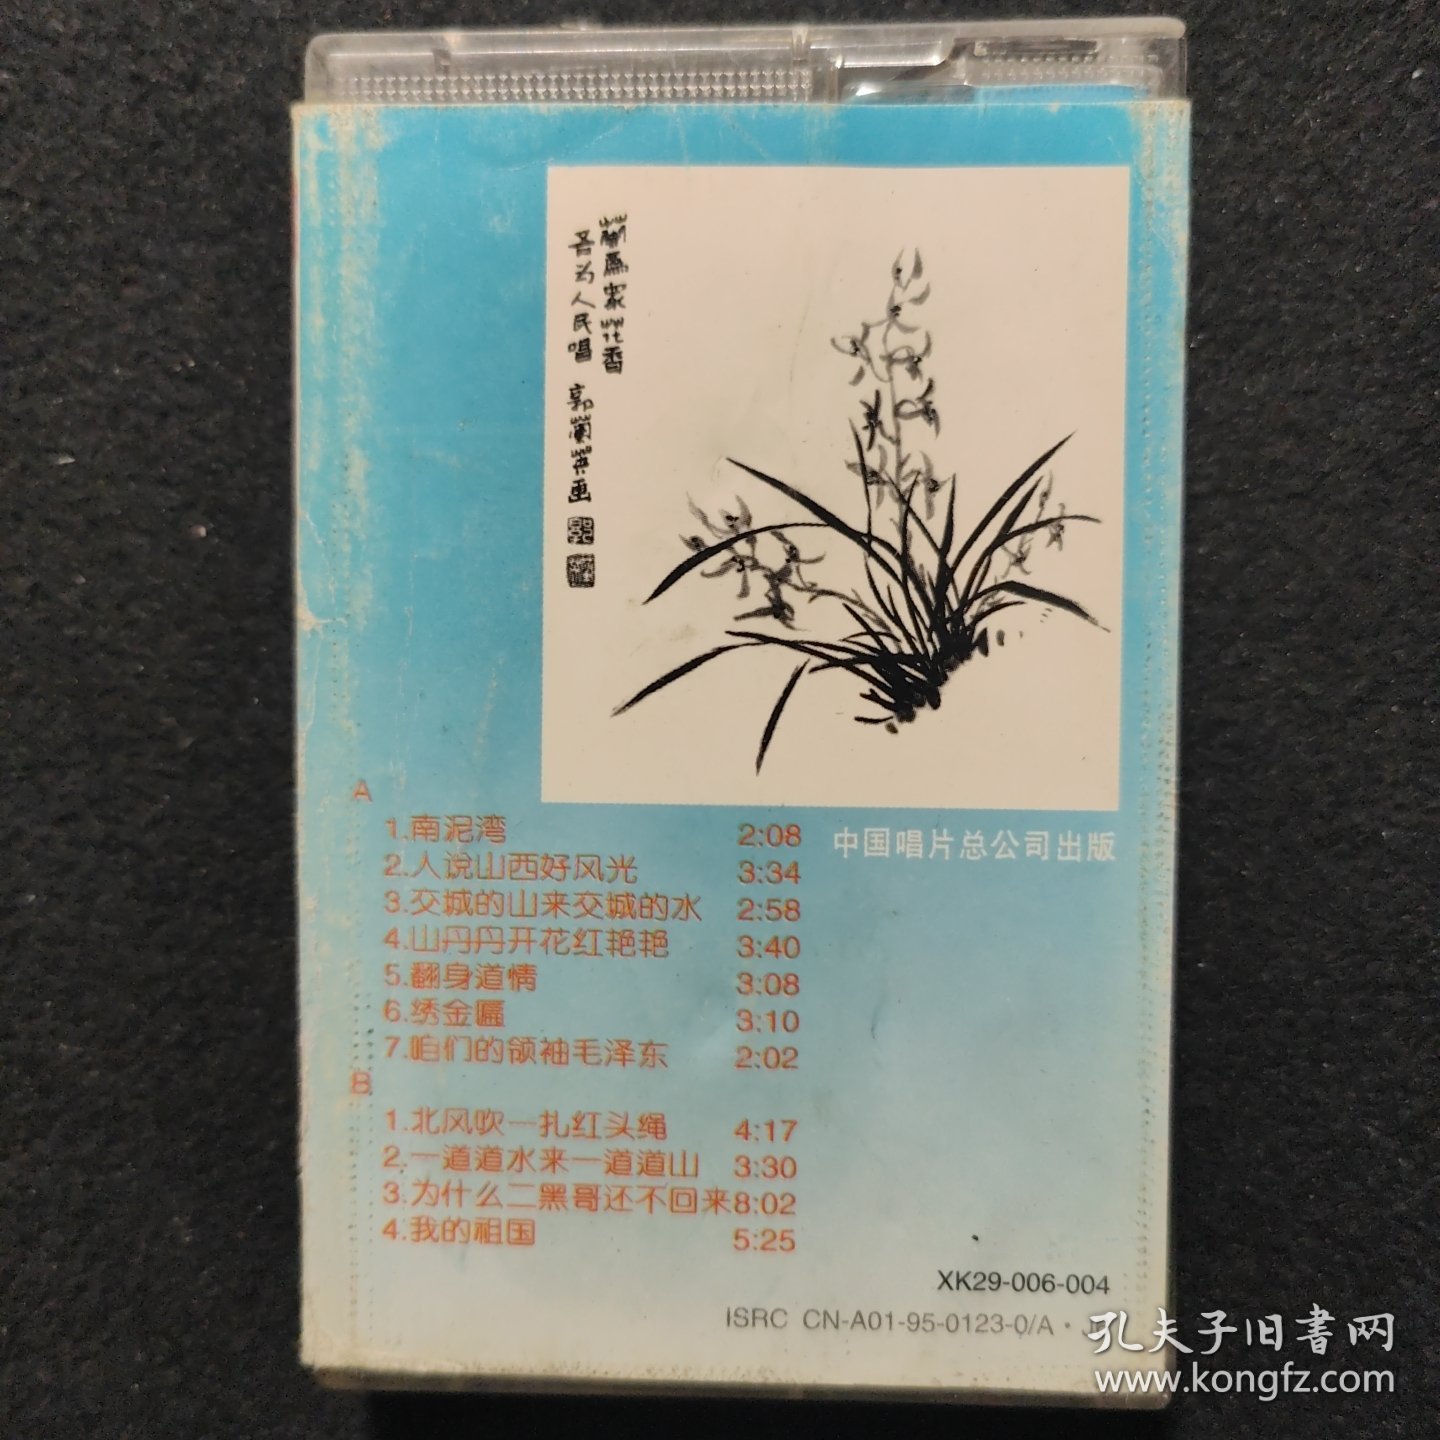 蘭為眾花香
吾为人民唱
郭蘭英画
A
1.南泥湾 2:08
2.人说山西好风光 3:34
3.交城的山来交城的水 2:58
4.山丹丹开花红艳艳 3:40
5.翻身道情 3:08
6.绣金匾 3:10
7.咱们的领袖毛泽东 2:02
B
1.北风吹—扎红头绳 4:17
2.一道道水来一道道山 3:30
3.为什么二黑哥还不回来 8:02
4.我的祖国 5:25
中国唱片总公司出版
XK29-006-004
ISRC CN-A01-95-0123-0/A·
孔夫子旧書网
www.kongfz.com